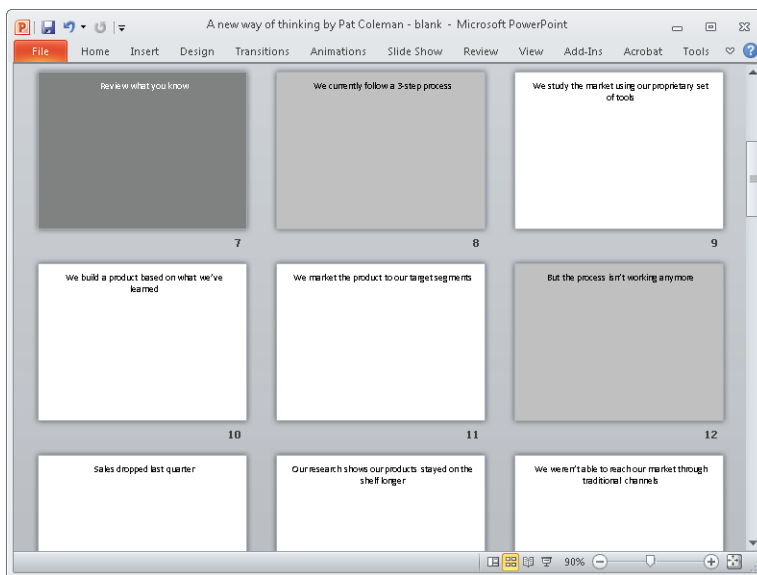 A new way of thinking by Pat Coleman - blank - Microsoft PowerPoint
File Home Insert Design Transitions Animations Slide Show Review View Add-Ins Acrobat Tools
Review what you know
7
We currently follow a 3-step process
8
We study the market using our proprietary set
of tools
9
We build a product based on what we've
learned
10
We market the product to our target segments
11
But the process isn't working anymore
12
Sales dropped last quarter
Our research shows our products stayed on the
shelf longer
We weren't able to reach our market through
traditional channels
90%